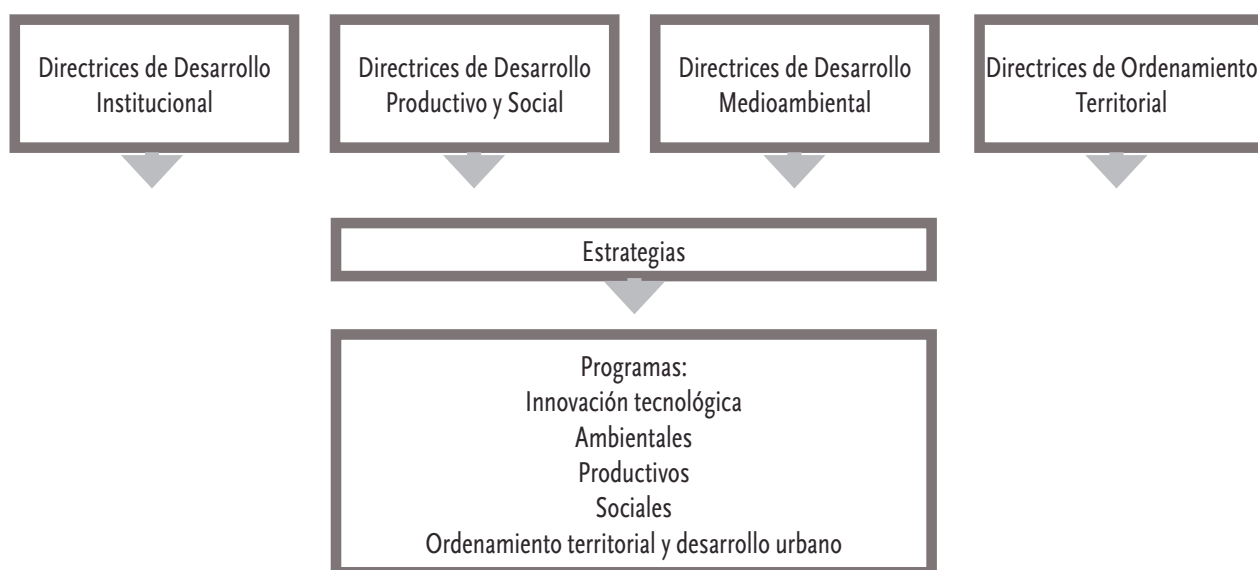 Directrices de Desarrollo
Institucional
Directrices de Desarrollo
Productivo y Social
Directrices de Desarrollo
Medioambiental
Directrices de Ordenamiento
Territorial
Estrategias
Programas:
Innovación tecnológica
Ambientales
Productivos
Sociales
Ordenamiento territorial y desarrollo urbano